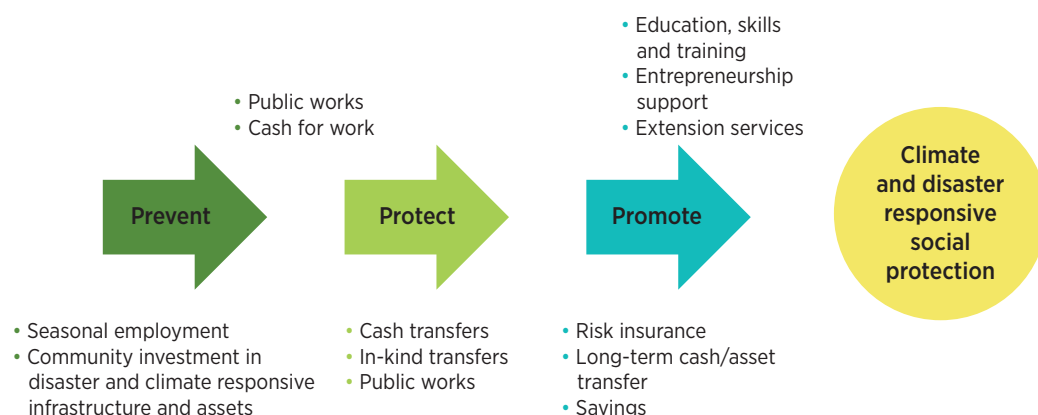 • Education, skills
and training
• Entrepreneurship
support
• Extension services
• Public works
• Cash for work
Prevent
Protect
Promote
Climate
and disaster
responsive
social
protection
• Seasonal employment
• Community investment in
disaster and climate responsive
infrastructure and assets
• Cash transfers
• In-kind transfers
• Public works
• Risk insurance
• Long-term cash/asset
transfer
• Savings